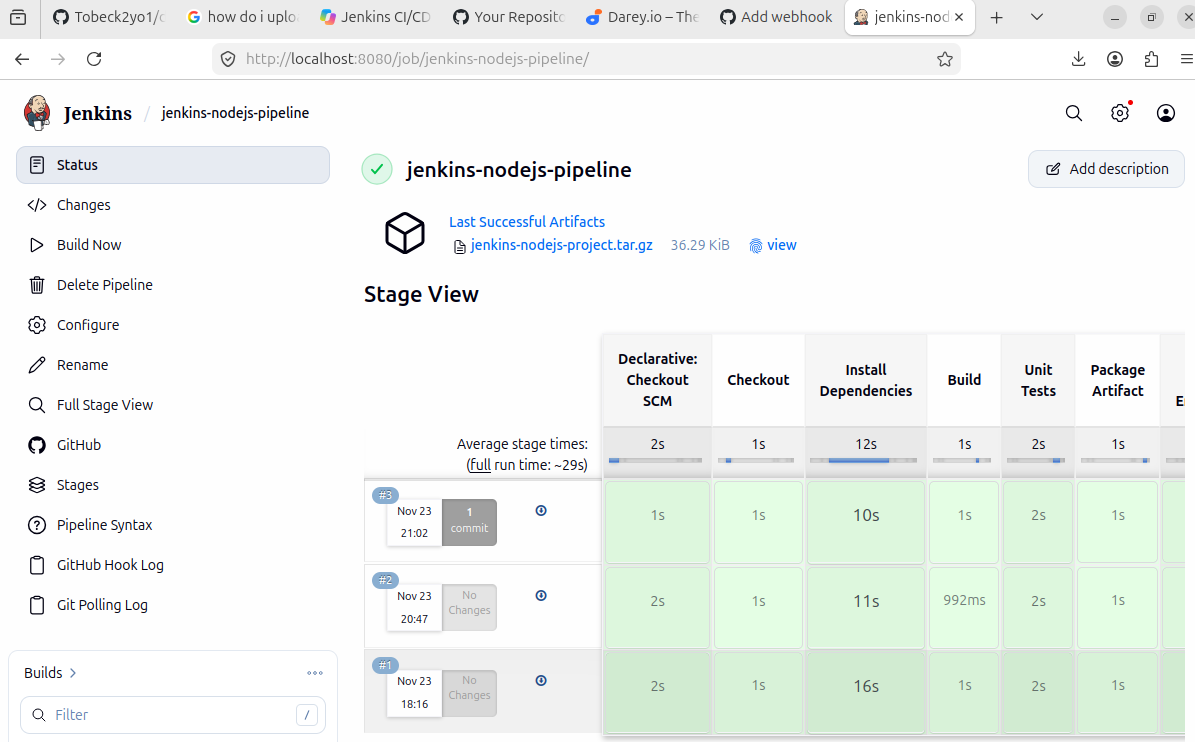 Tobeck2yo1/c
how do i uplo
Jenkins CI/CD
Your Reposito
Darey.io – The
Add webhook
jenkins-nod
http://localhost:8080/job/jenkins-nodejs-pipeline/
Jenkins / jenkins-nodejs-pipeline
Status
Changes
Build Now
Delete Pipeline
Configure
Rename
Full Stage View
GitHub
Stages
Pipeline Syntax
GitHub Hook Log
Git Polling Log
Builds
Filter /
jenkins-nodejs-pipeline
Add description
Last Successful Artifacts
jenkins-nodejs-project.tar.gz 36.29 KiB view
Stage View
Declarative: Checkout SCM
Checkout
Install Dependencies
Build
Unit Tests
Package Artifact
E
Average stage times:
(full run time: ~29s)
2s 1s 12s 1s 2s 1s
#3
Nov 23
21:02
1 commit
1s 1s 10s 1s 2s 1s
#2
Nov 23
20:47
No Changes
2s 1s 11s 992ms 2s 1s
#1
Nov 23
18:16
No Changes
2s 1s 16s 1s 2s 1s